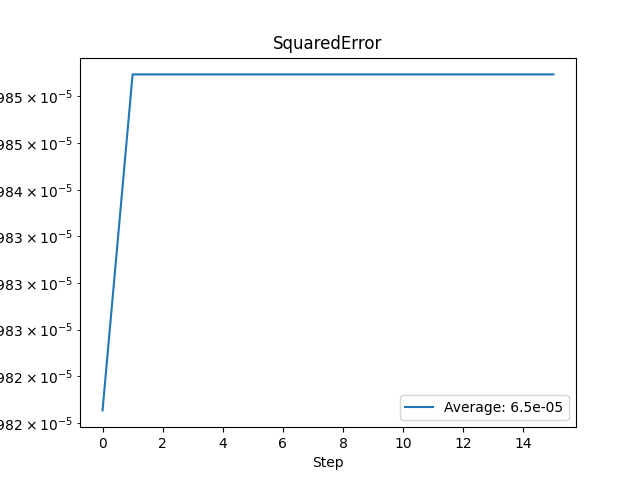 SquaredError
985 × 10⁻⁵
985 × 10⁻⁵
984 × 10⁻⁵
983 × 10⁻⁵
983 × 10⁻⁵
983 × 10⁻⁵
982 × 10⁻⁵
982 × 10⁻⁵
Average: 6.5e-05
0 2 4 6 8 10 12 14
Step